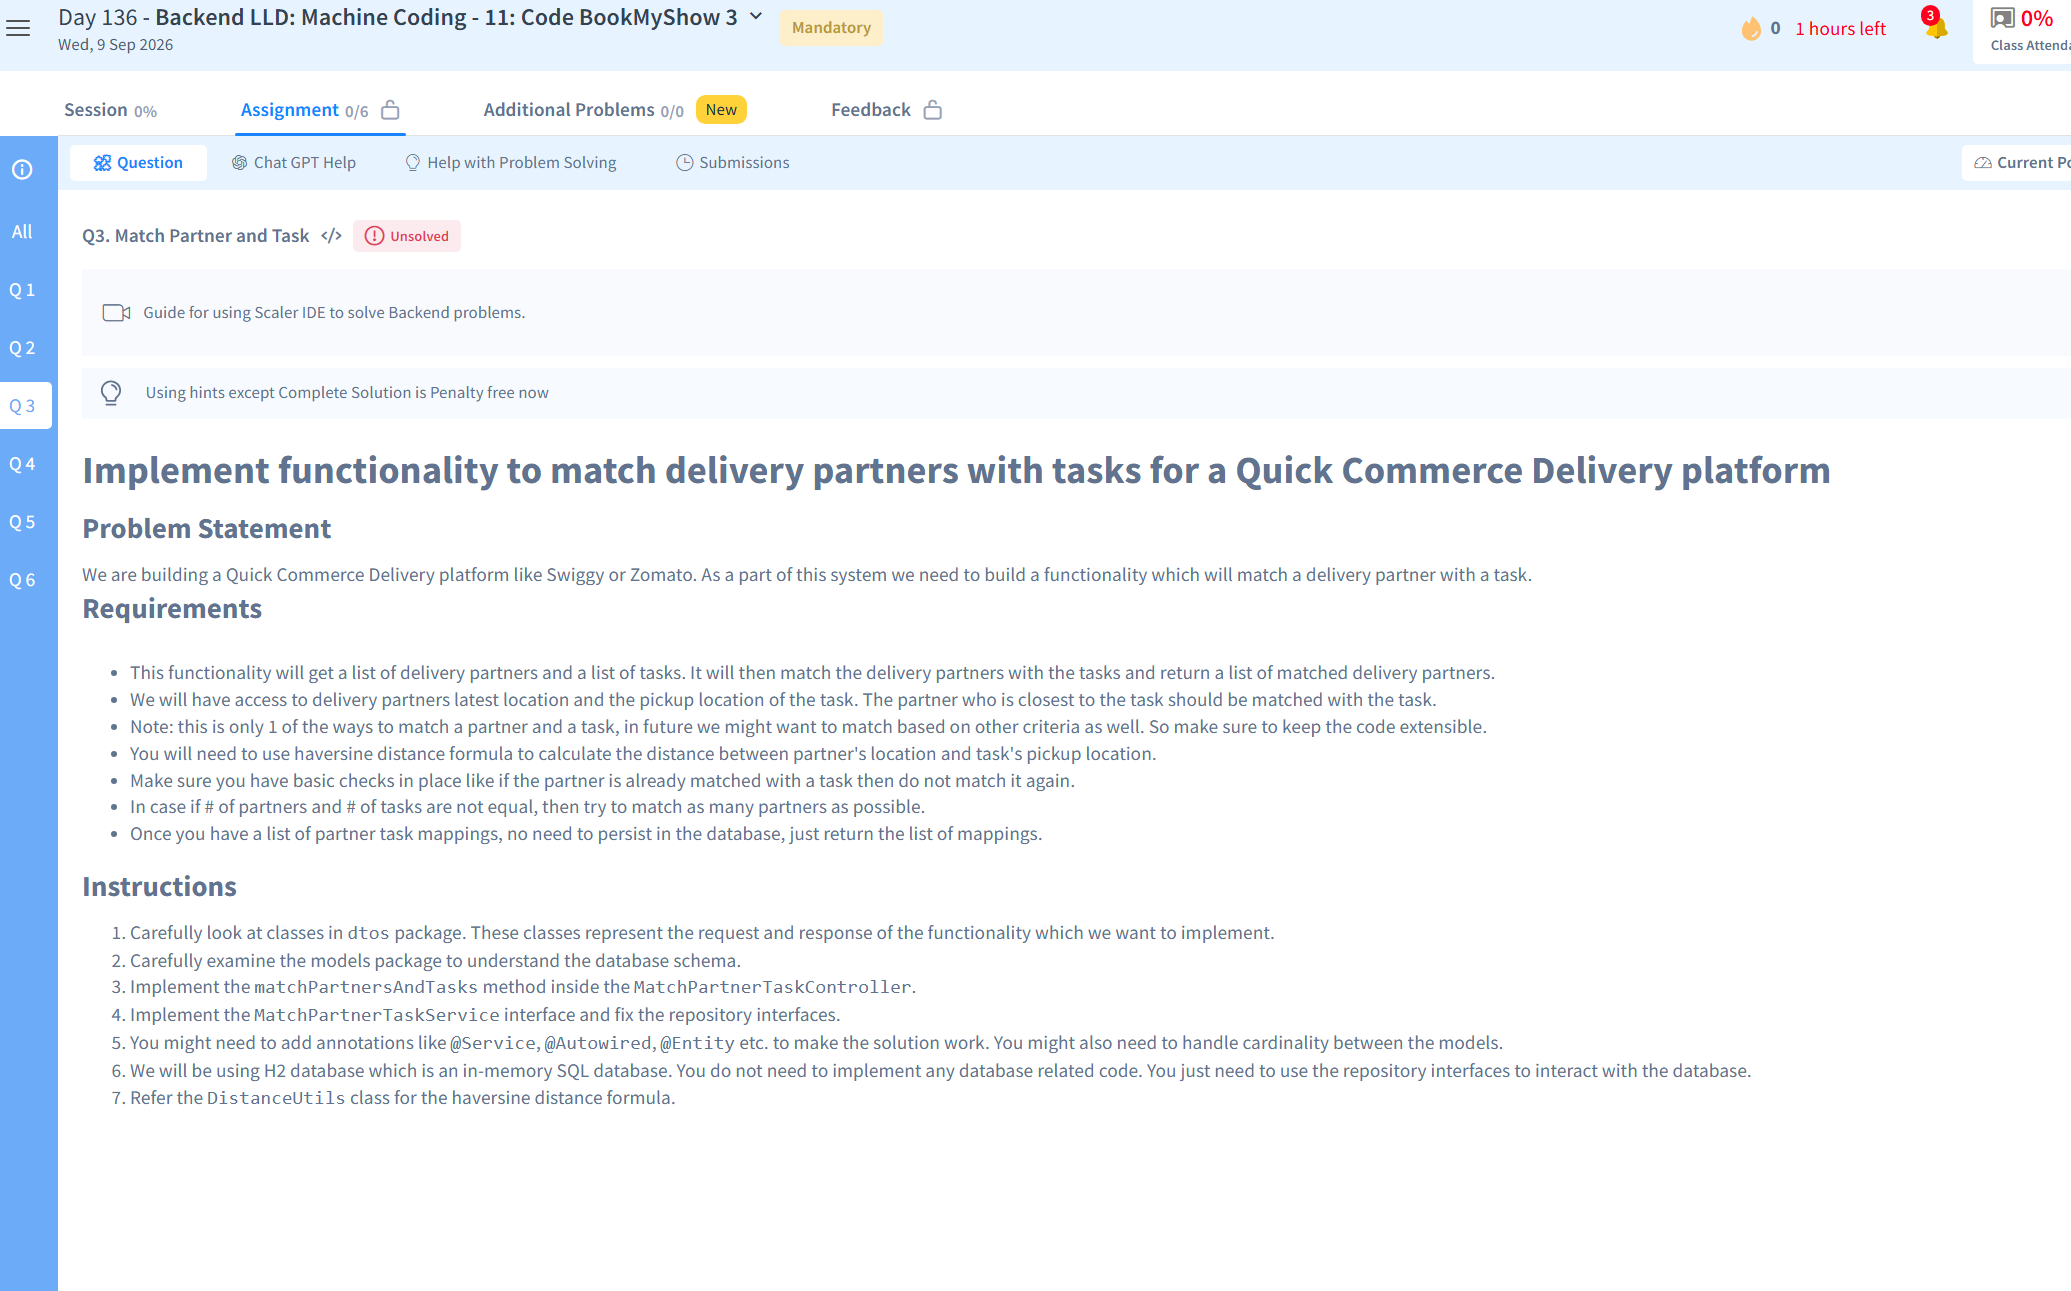 Day 136 - Backend LLD: Machine Coding - 11: Code BookMyShow 3
Mandatory
Wed, 9 Sep 2026
0
1 hours left
3
0%
Class Attenda
Session 0%
Assignment 0/6
Additional Problems 0/0
New
Feedback
Question
Chat GPT Help
Help with Problem Solving
Submissions
Current Po
All
Q 1
Q 2
Q 3
Q 4
Q 5
Q 6
Q3. Match Partner and Task </>
Unsolved
Guide for using Scaler IDE to solve Backend problems.
Using hints except Complete Solution is Penalty free now
Implement functionality to match delivery partners with tasks for a Quick Commerce Delivery platform
Problem Statement
We are building a Quick Commerce Delivery platform like Swiggy or Zomato. As a part of this system we need to build a functionality which will match a delivery partner with a task.
Requirements
• This functionality will get a list of delivery partners and a list of tasks. It will then match the delivery partners with the tasks and return a list of matched delivery partners.
• We will have access to delivery partners latest location and the pickup location of the task. The partner who is closest to the task should be matched with the task.
• Note: this is only 1 of the ways to match a partner and a task, in future we might want to match based on other criteria as well. So make sure to keep the code extensible.
• You will need to use haversine distance formula to calculate the distance between partner's location and task's pickup location.
• Make sure you have basic checks in place like if the partner is already matched with a task then do not match it again.
• In case if # of partners and # of tasks are not equal, then try to match as many partners as possible.
• Once you have a list of partner task mappings, no need to persist in the database, just return the list of mappings.
Instructions
1. Carefully look at classes in dtos package. These classes represent the request and response of the functionality which we want to implement.
2. Carefully examine the models package to understand the database schema.
3. Implement the matchPartnersAndTasks method inside the MatchPartnerTaskController.
4. Implement the MatchPartnerTaskService interface and fix the repository interfaces.
5. You might need to add annotations like @Service, @Autowired, @Entity etc. to make the solution work. You might also need to handle cardinality between the models.
6. We will be using H2 database which is an in-memory SQL database. You do not need to implement any database related code. You just need to use the repository interfaces to interact with the database.
7. Refer the DistanceUtils class for the haversine distance formula.